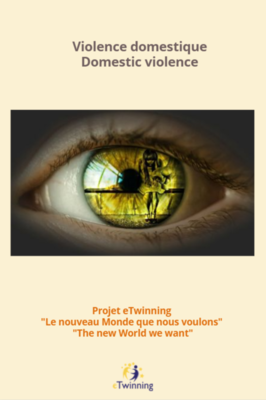 Violence domestique
Domestic violence
Projet eTwinning
"Le nouveau Monde que nous voulons"
"The new World we want"
eTwinning